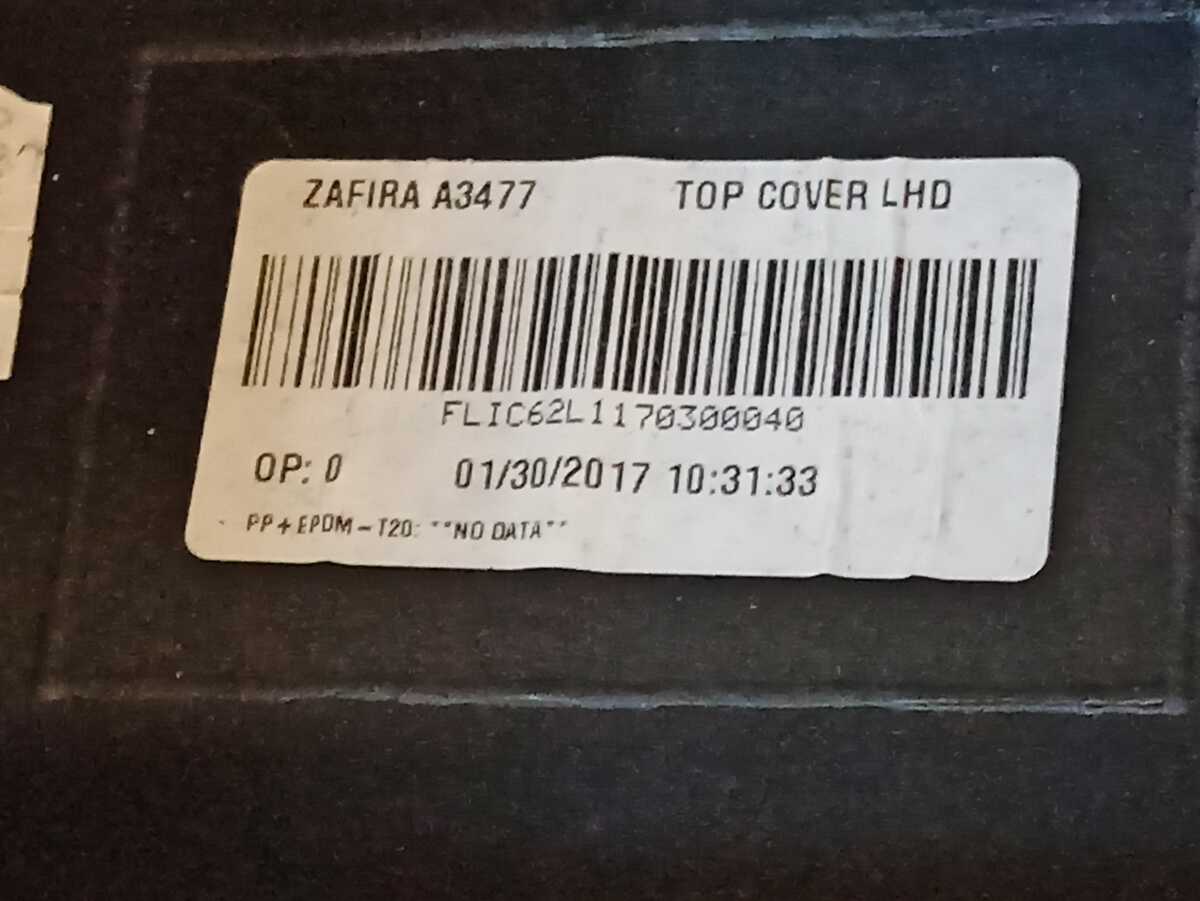 ZAFIRA A3477 TOP COVER LHD
FLIC62L1170300040
OP: 0 01/30/2017 10:31:33
PP+EPDM-T20: **NO DATA**